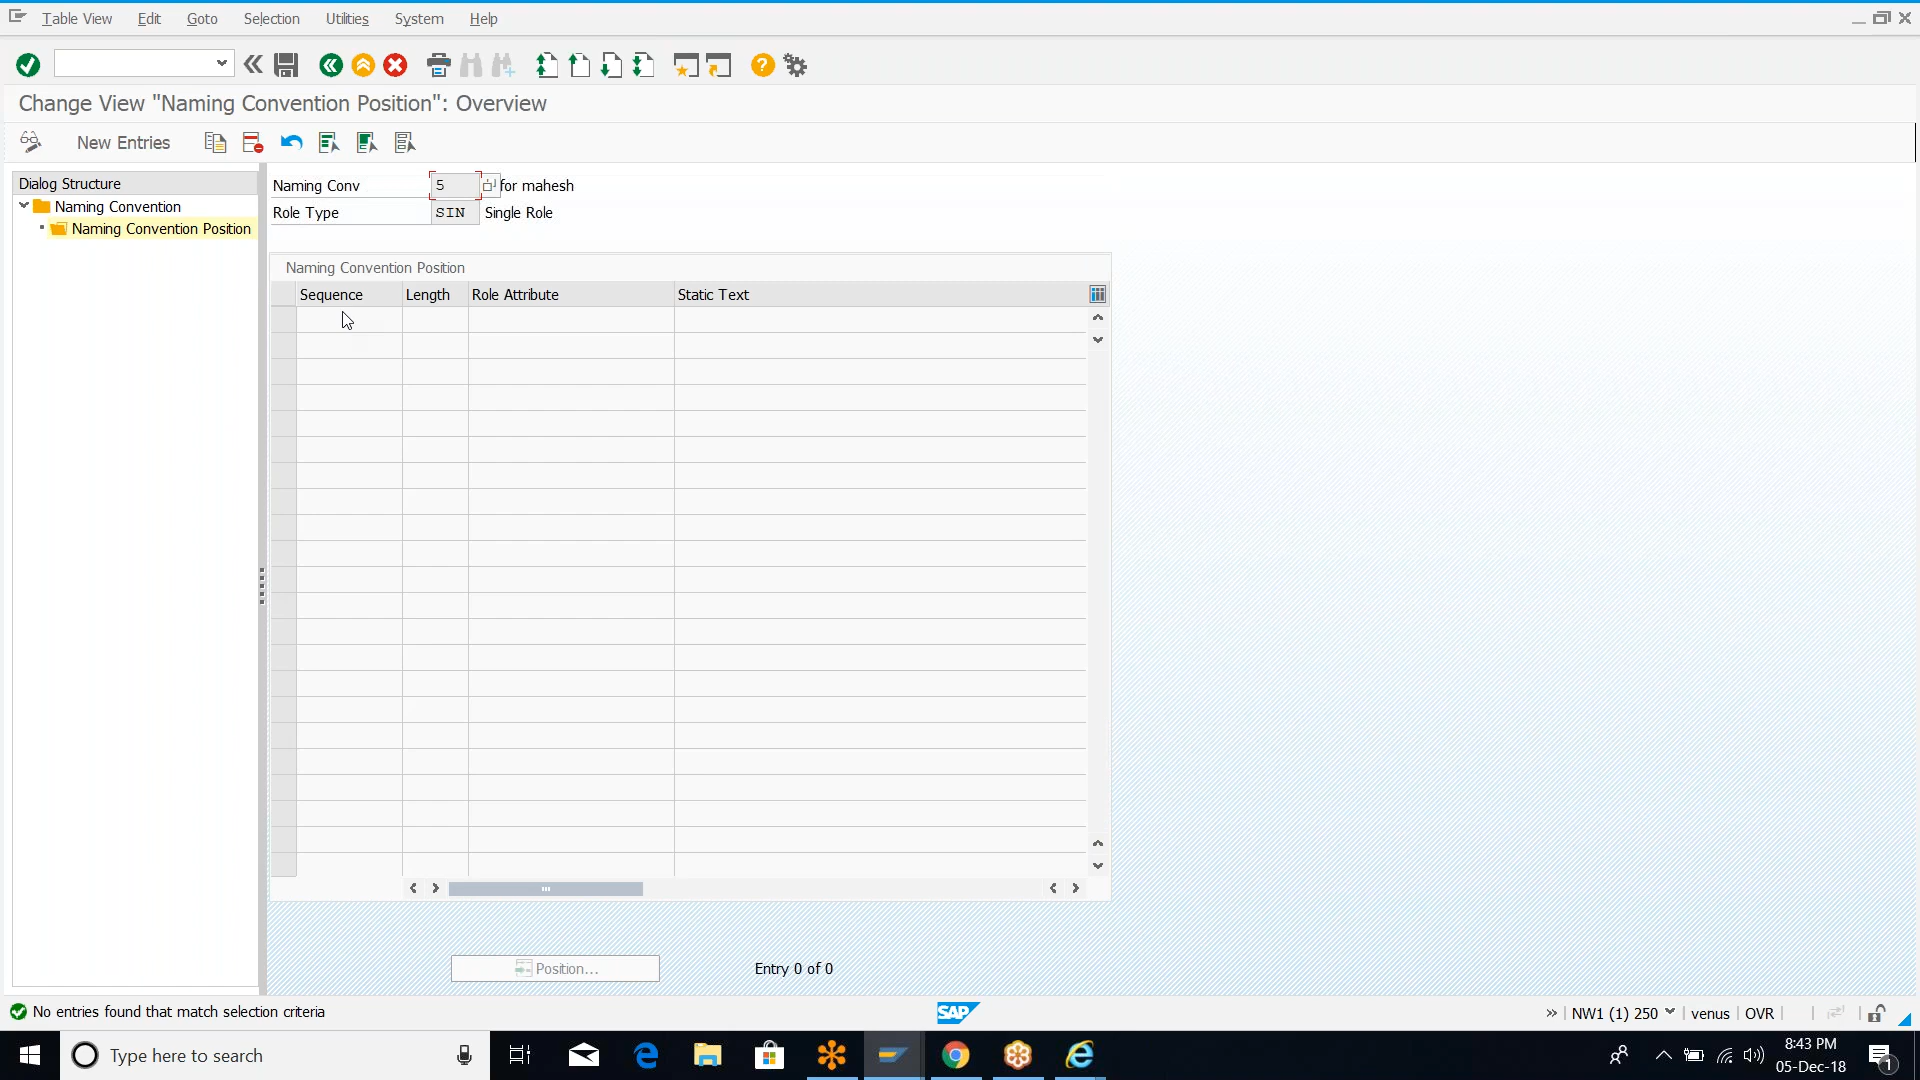 Table View Edit Goto Selection Utilities System Help
Change View "Naming Convention Position": Overview
New Entries
Dialog Structure
Naming Convention
Naming Convention Position
Naming Conv 5 for mahesh
Role Type SIN Single Role
Naming Convention Position
Sequence Length Role Attribute Static Text
Position... Entry 0 of 0
No entries found that match selection criteria
SAP
» NW1 (1) 250 venus OVR
Type here to search
8:43 PM
05-Dec-18
1